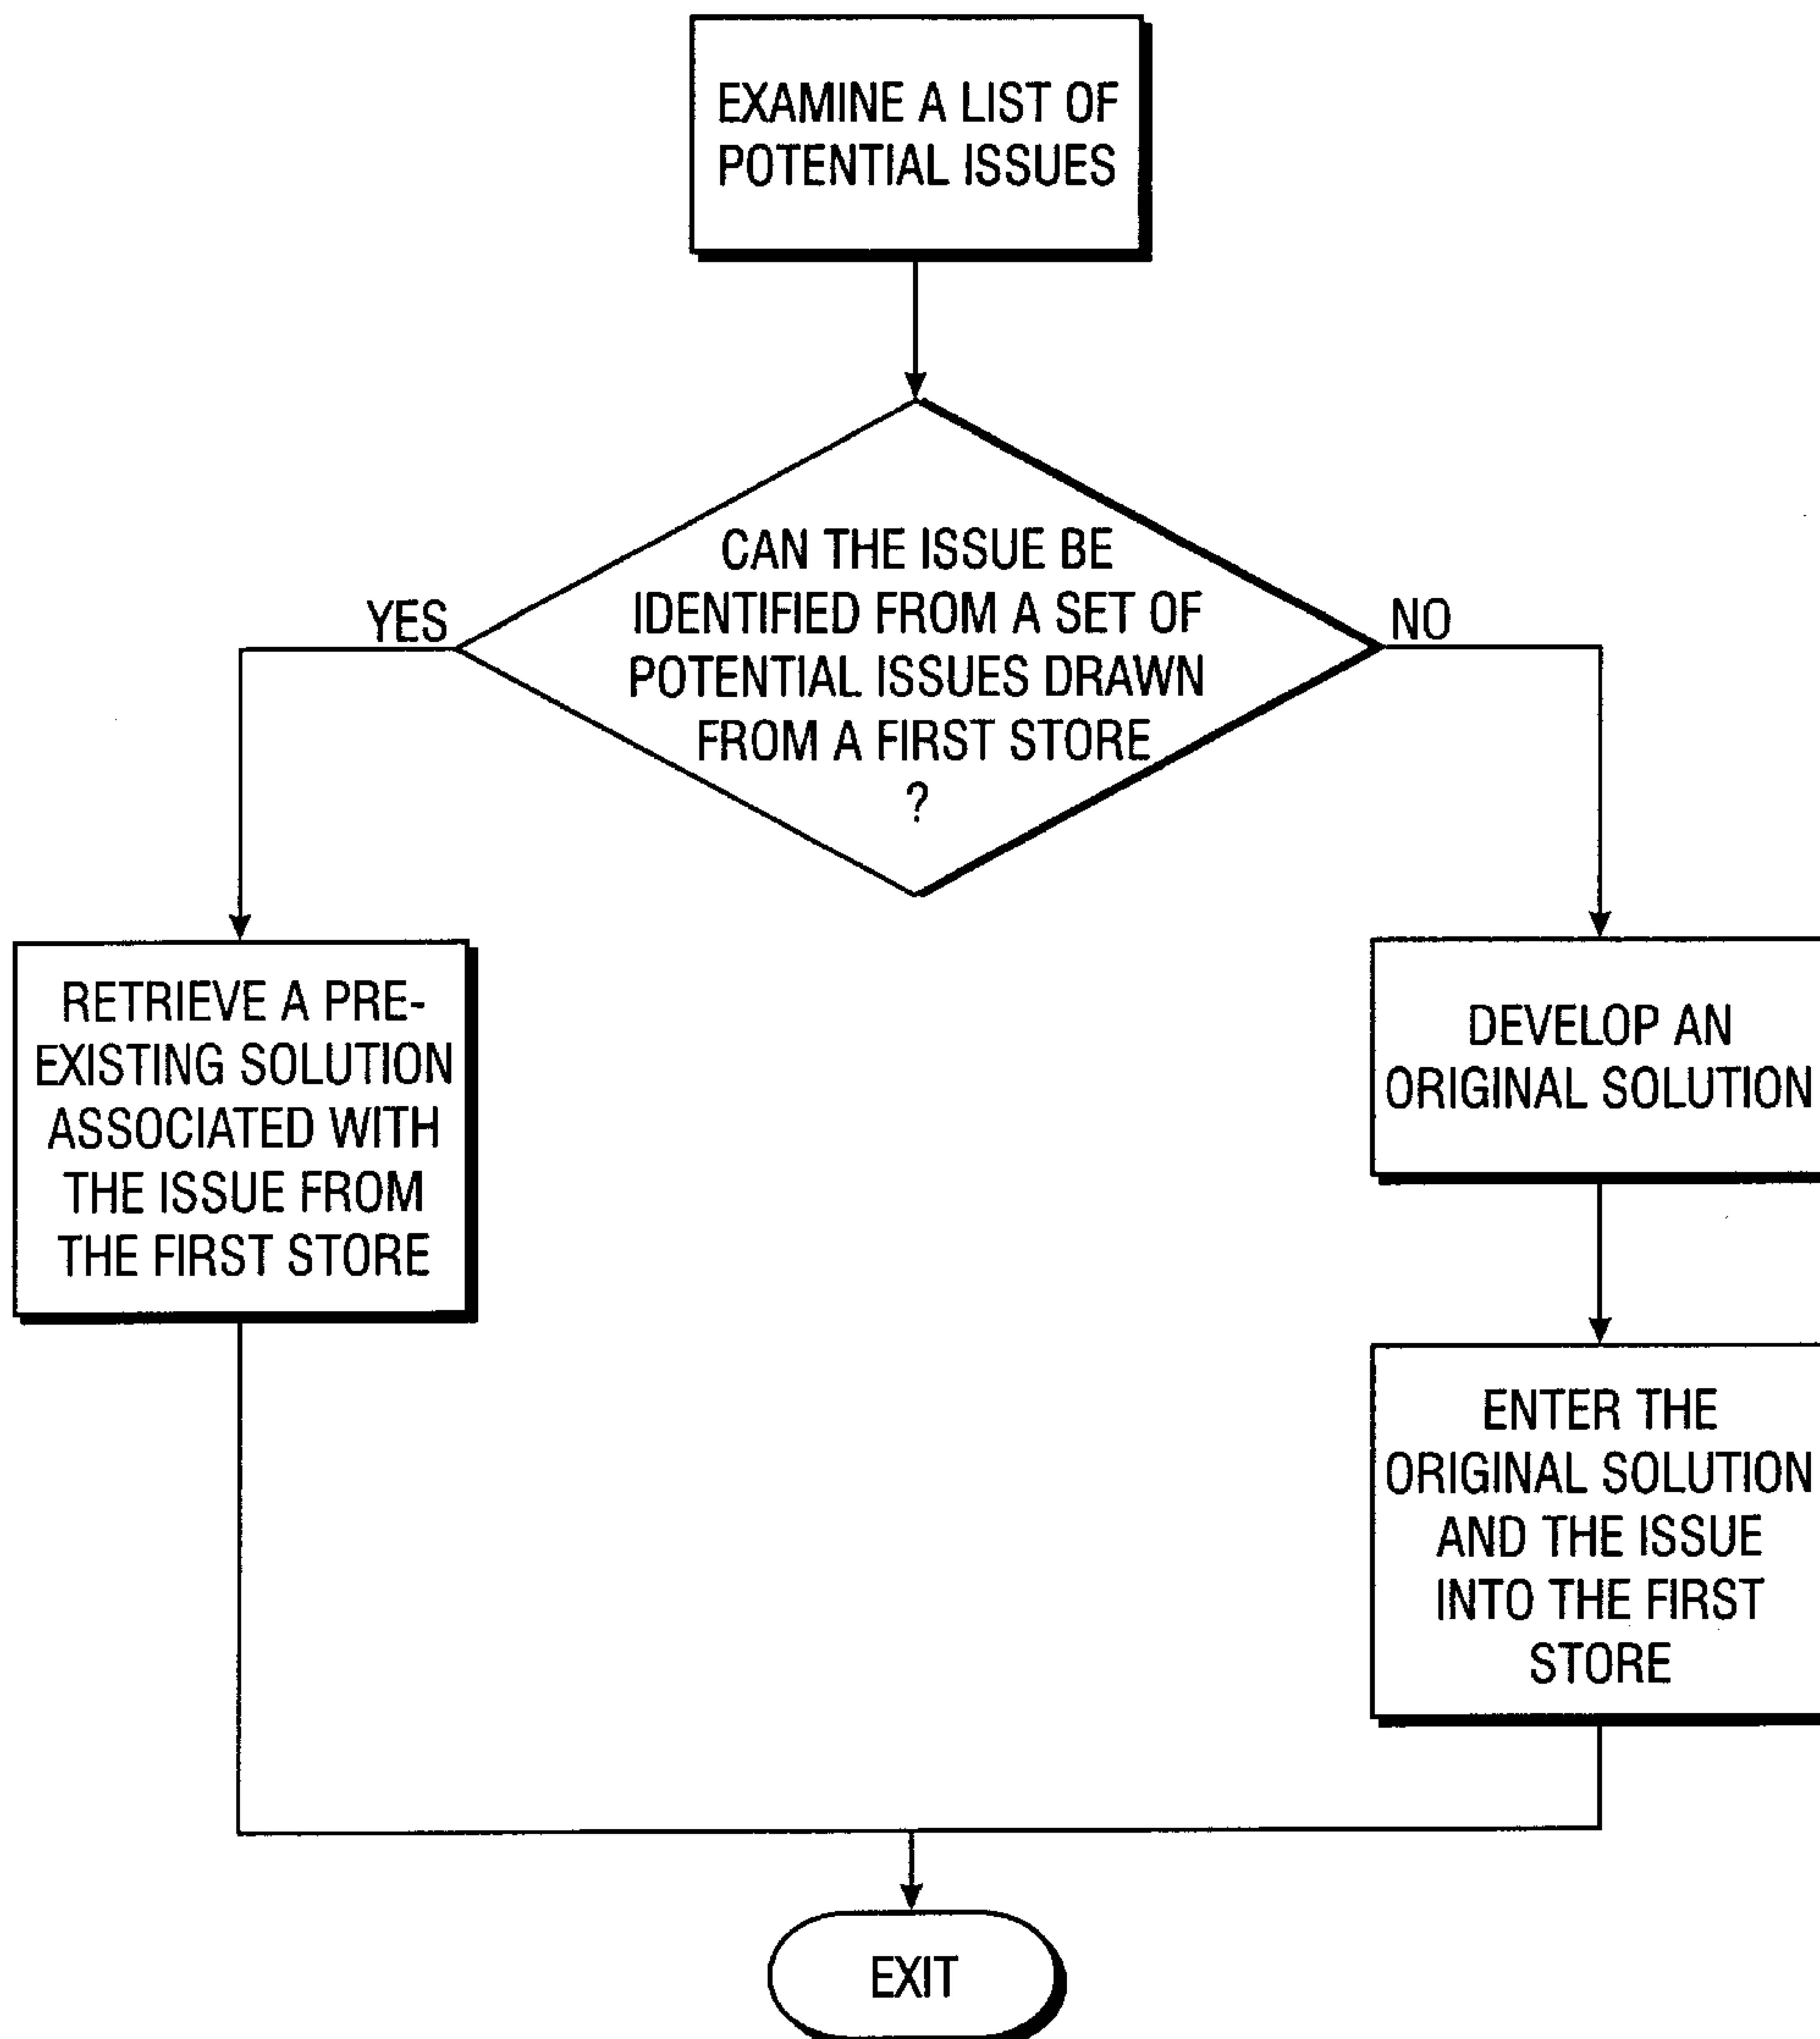 EXAMINE A LIST OF
POTENTIAL ISSUES
CAN THE ISSUE BE
IDENTIFIED FROM A SET OF
POTENTIAL ISSUES DRAWN
FROM A FIRST STORE
?
YES
NO
RETRIEVE A PRE-
EXISTING SOLUTION
ASSOCIATED WITH
THE ISSUE FROM
THE FIRST STORE
DEVELOP AN
ORIGINAL SOLUTION
ENTER THE
ORIGINAL SOLUTION
AND THE ISSUE
INTO THE FIRST
STORE
EXIT